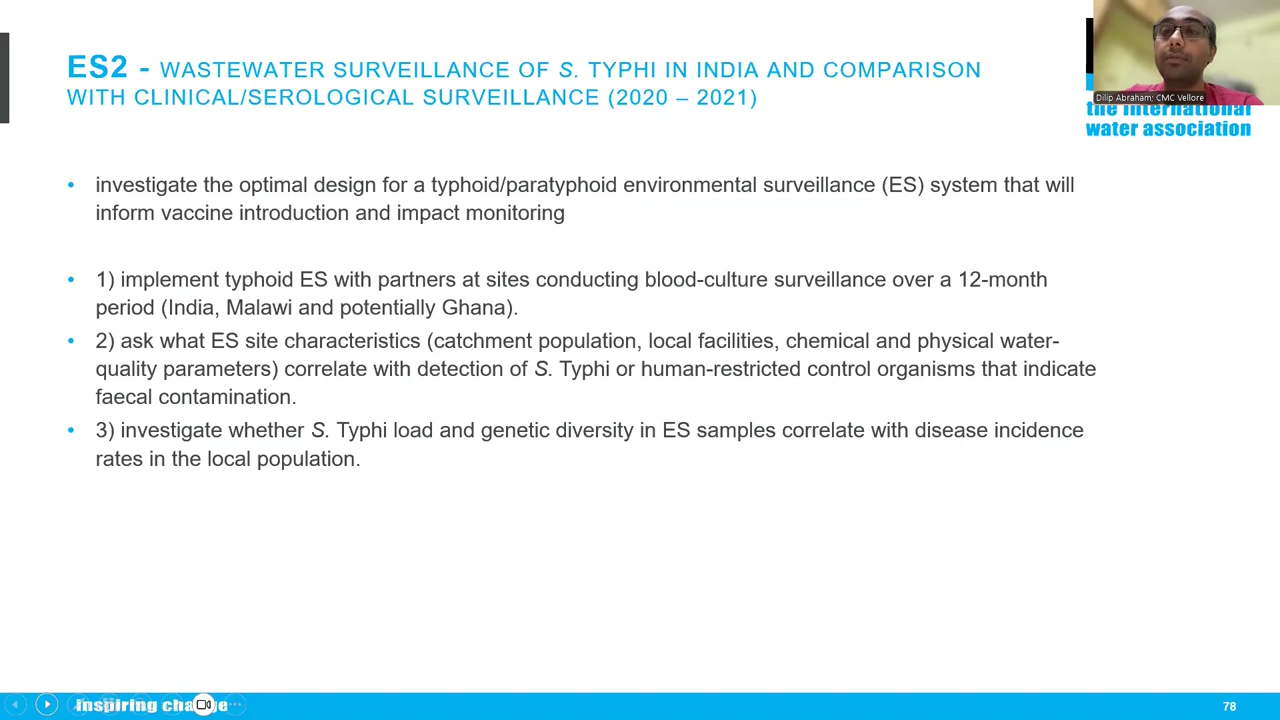 ES2 - WASTEWATER SURVEILLANCE OF S. TYPHI IN INDIA AND COMPARISON
WITH CLINICAL/SEROLOGICAL SURVEILLANCE (2020 – 2021)
Dilip Abraham; CMC Vellore
the international
water association
• investigate the optimal design for a typhoid/paratyphoid environmental surveillance (ES) system that will
inform vaccine introduction and impact monitoring
• 1) implement typhoid ES with partners at sites conducting blood-culture surveillance over a 12-month
period (India, Malawi and potentially Ghana).
• 2) ask what ES site characteristics (catchment population, local facilities, chemical and physical water-
quality parameters) correlate with detection of S. Typhi or human-restricted control organisms that indicate
faecal contamination.
• 3) investigate whether S. Typhi load and genetic diversity in ES samples correlate with disease incidence
rates in the local population.
inspiring change
78